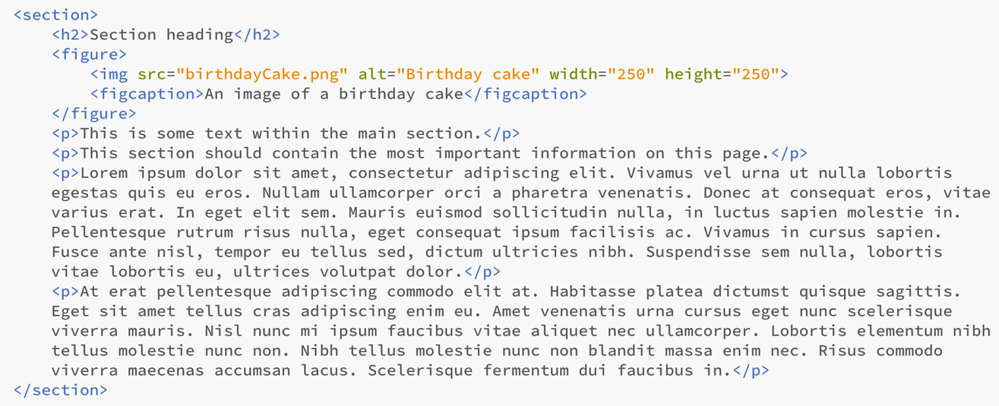 <section>
<h2>Section heading</h2>
<figure>
<img src="birthdayCake.png" alt="Birthday cake" width="250" height="250">
<figcaption>An image of a birthday cake</figcaption>
</figure>
<p>This is some text within the main section.</p>
<p>This section should contain the most important information on this page.</p>
<p>Lorem ipsum dolor sit amet, consectetur adipiscing elit. Vivamus vel urna ut nulla lobortis
egestas quis eu eros. Nullam ullamcorper orci a pharetra venenatis. Donec at consequat eros, vitae
varius erat. In eget elit sem. Mauris euismod sollicitudin nulla, in luctus sapien molestie in.
Pellentesque rutrum risus nulla, eget consequat ipsum facilisis ac. Vivamus in cursus sapien.
Fusce ante nisl, tempor eu tellus sed, dictum ultricies nibh. Suspendisse sem nulla, lobortis
vitae lobortis eu, ultrices volutpat dolor.</p>
<p>At erat pellentesque adipiscing commodo elit at. Habitasse platea dictumst quisque sagittis.
Eget sit amet tellus cras adipiscing enim eu. Amet venenatis urna cursus eget nunc scelerisque
viverra mauris. Nisl nunc mi ipsum faucibus vitae aliquet nec ullamcorper. Lobortis elementum nibh
tellus molestie nunc non. Nibh tellus molestie nunc non blandit massa enim nec. Risus commodo
viverra maecenas accumsan lacus. Scelerisque fermentum dui faucibus in.</p>
</section>